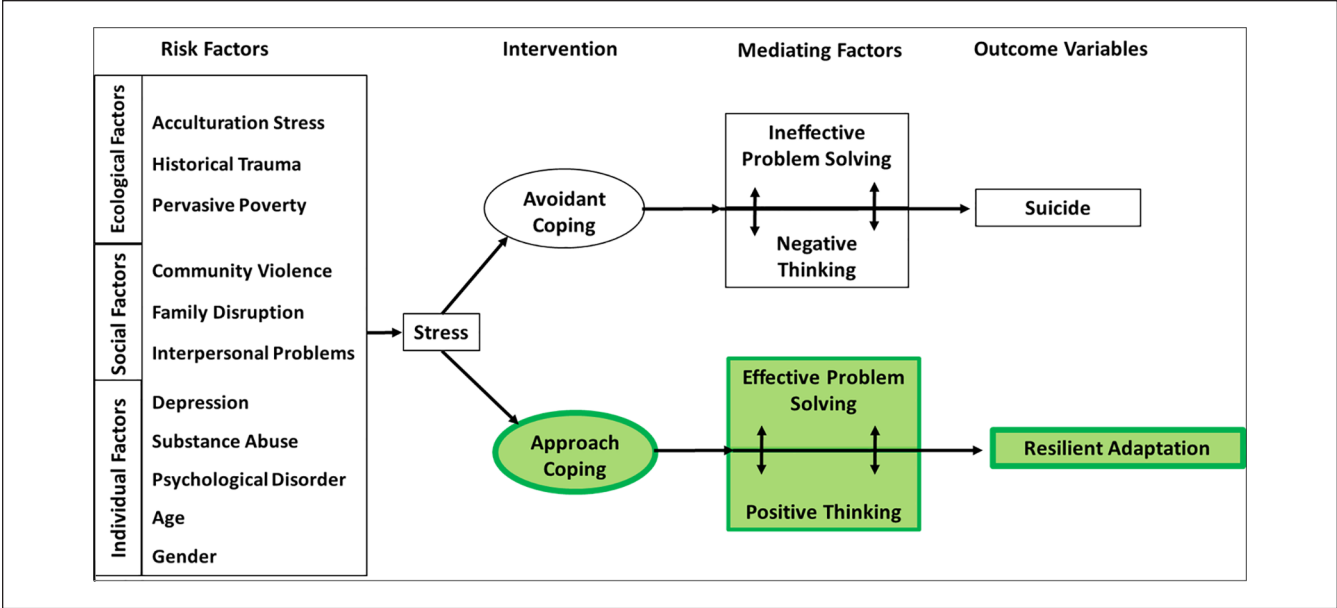 Risk Factors
Intervention
Mediating Factors
Outcome Variables
Ecological Factors
Acculturation Stress
Historical Trauma
Pervasive Poverty
Social Factors
Community Violence
Family Disruption
Interpersonal Problems
Individual Factors
Depression
Substance Abuse
Psychological Disorder
Age
Gender
Stress
Avoidant
Coping
Ineffective
Problem Solving
Negative
Thinking
Suicide
Approach
Coping
Effective Problem
Solving
Positive Thinking
Resilient Adaptation